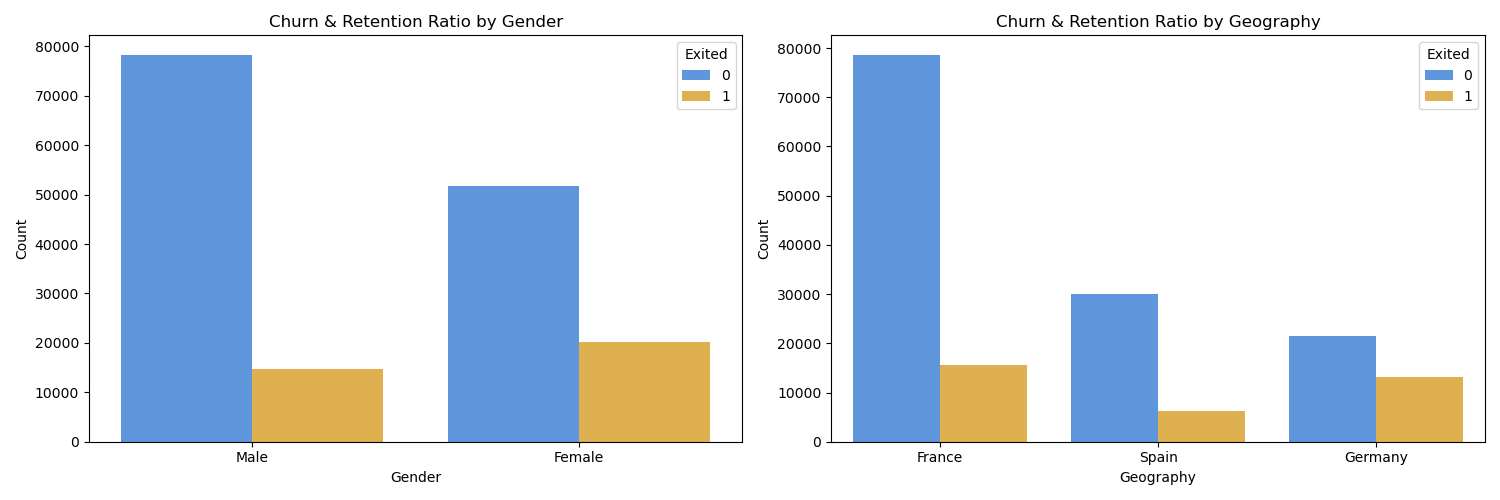 Churn & Retention Ratio by Gender
Exited
0
1
80000
70000
60000
50000
40000
30000
20000
10000
0
Count
Male
Female
Gender
Churn & Retention Ratio by Geography
Exited
0
1
80000
70000
60000
50000
40000
30000
20000
10000
0
Count
France
Spain
Germany
Geography